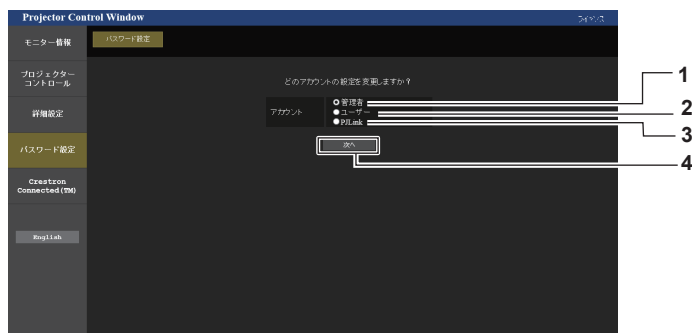 Projector Control Window
ライセンス
モニター情報
パスワード設定
プロジェクター
コントロール
どのアカウントの設定を変更しますか？
アカウント
管理者
ユーザー
PJLink
詳細設定
次へ
パスワード設定
Crestron
Connected(TM)
English
1
2
3
4